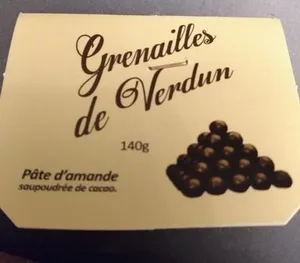 Grenailles
de Verdun
140g
Pâte d'amande
saupoudrée de cacao.